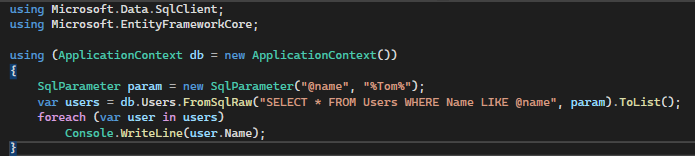 using Microsoft.Data.SqlClient;
using Microsoft.EntityFrameworkCore;
using (ApplicationContext db = new ApplicationContext())
{
SqlParameter param = new SqlParameter("@name", "%Tom%");
var users = db.Users.FromSqlRaw("SELECT * FROM Users WHERE Name LIKE @name", param).ToList();
foreach (var user in users)
Console.WriteLine(user.Name);
}